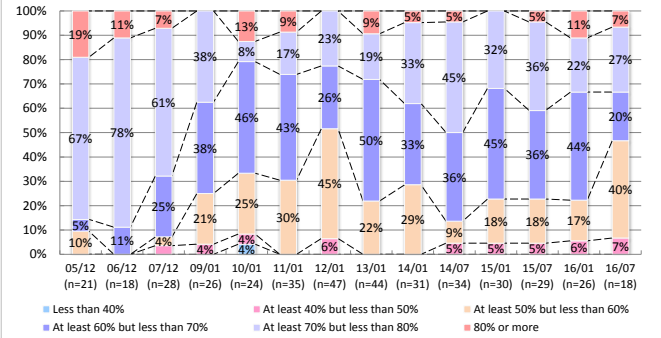 100%
90%
80%
70%
60%
50%
40%
30%
20%
10%
0%
19% 11% 7% 13% 9% 9% 5% 5% 5% 11% 7%
67% 78% 61% 38% 8% 17% 23% 19% 33% 45% 32% 36% 22% 27%
5% 11% 25% 38% 46% 43% 26% 50% 33% 36% 45% 36% 44% 20%
10% 4% 21% 25% 30% 45% 22% 29% 9% 18% 18% 17% 40%
4% 4% 6% 5% 5% 5% 6% 7%
4%
05/12 06/12 07/12 09/01 10/01 11/01 12/01 13/01 14/01 14/07 15/01 15/07 16/01 16/07
(n=21) (n=18) (n=28) (n=26) (n=24) (n=35) (n=47) (n=44) (n=31) (n=34) (n=30) (n=29) (n=26) (n=18)
Less than 40% At least 40% but less than 50% At least 50% but less than 60%
At least 60% but less than 70% At least 70% but less than 80% 80% or more